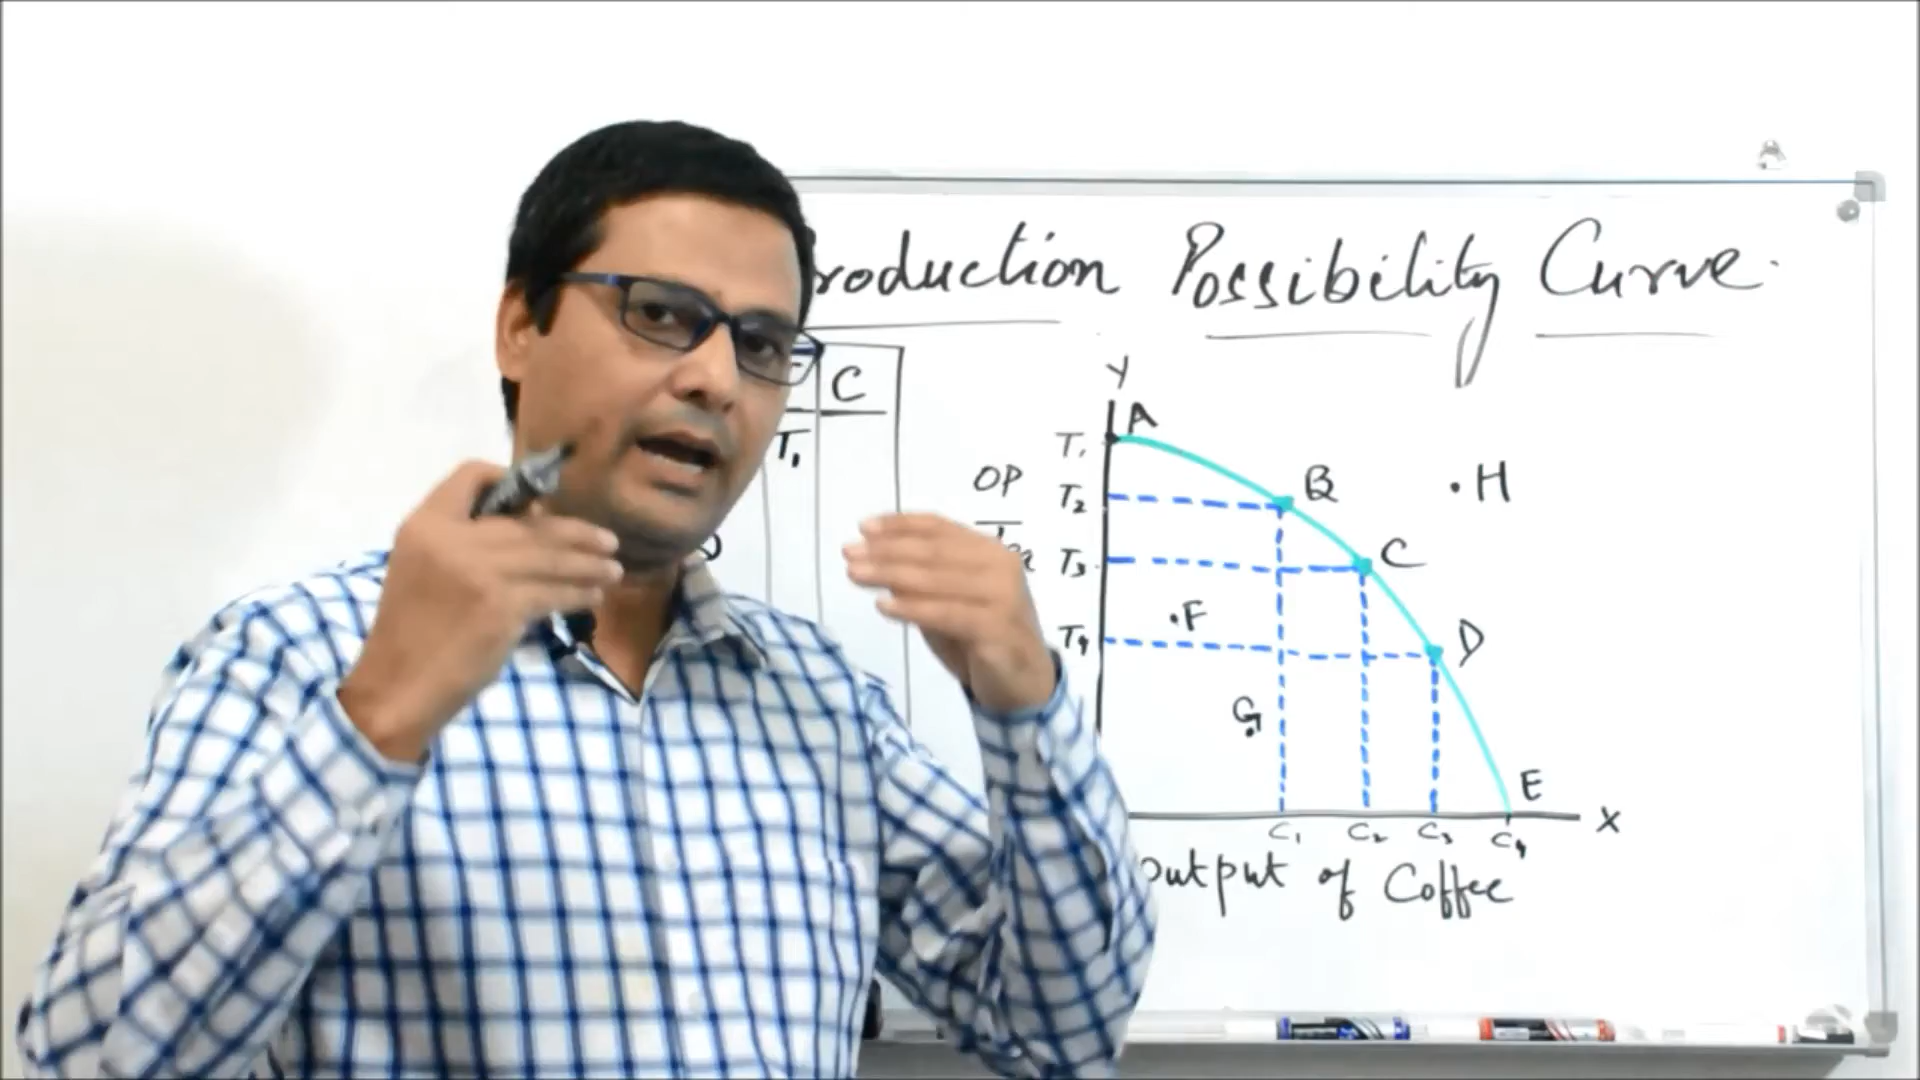 roduction Possibility Curve.
T C
T₁
Y
A
T₁
OP
T₂
B
.H
T₃
C
.F
T₄
D
G
E
X
C₁ C₂ C₃ C₄
output of Coffee